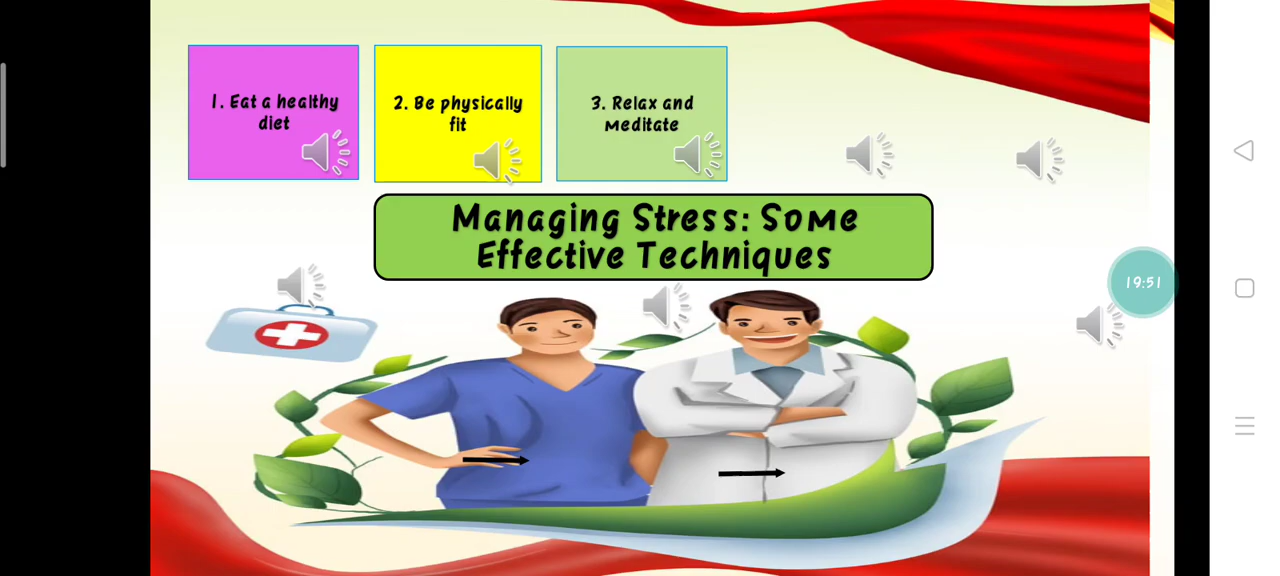 1. Eat a healthy
diet
2. Be physically
fit
3. Relax and
meditate
Managing Stress: Some
Effective Techniques
19:51